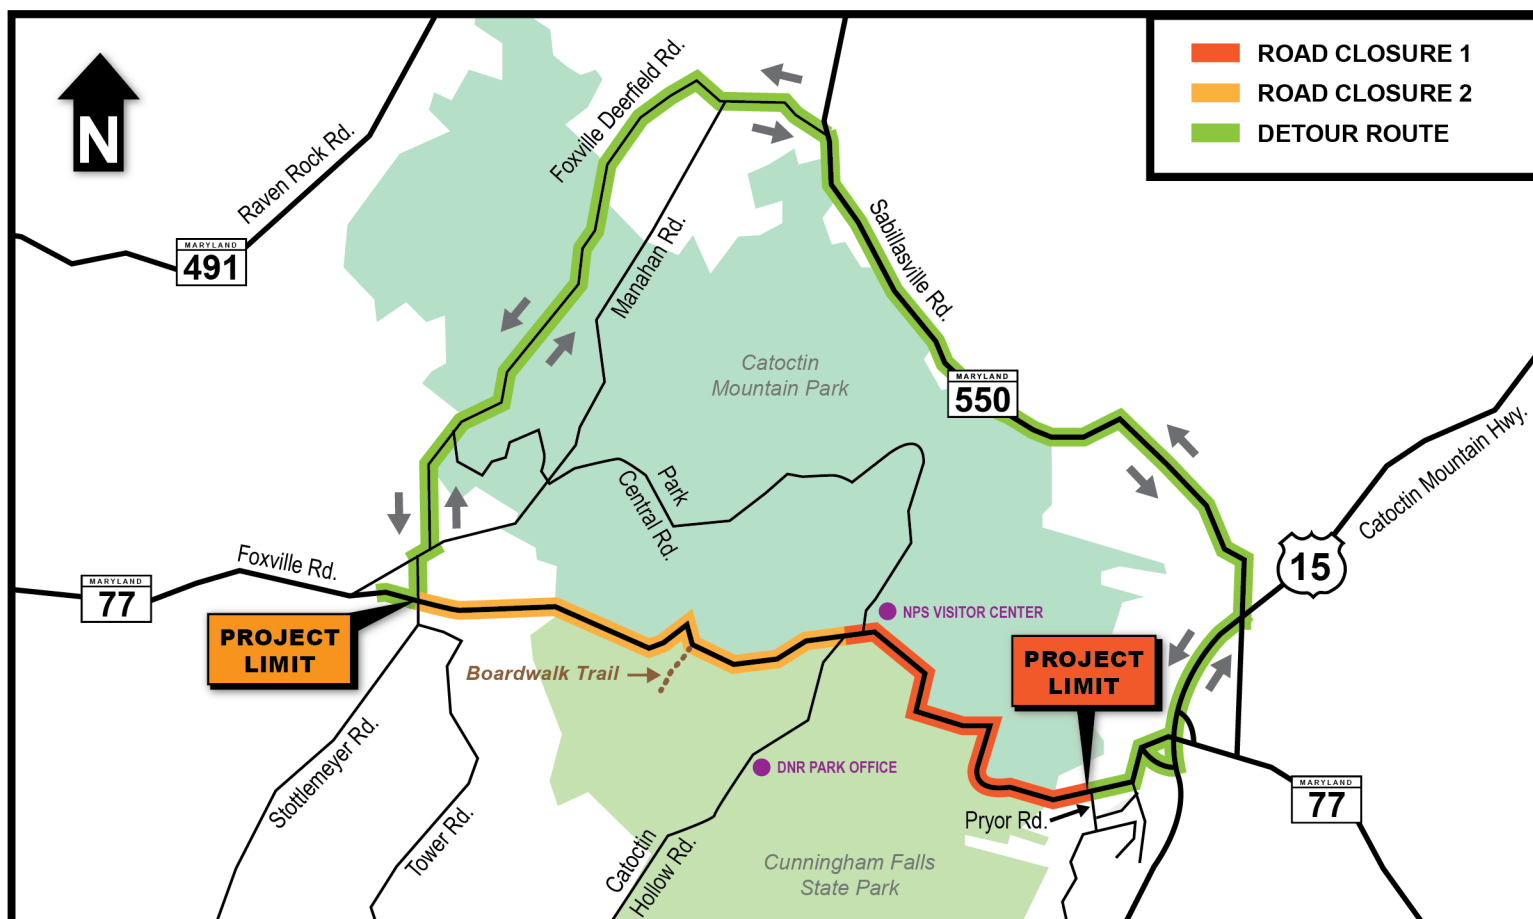 ROAD CLOSURE 1
ROAD CLOSURE 2
DETOUR ROUTE
N
Raven Rock Rd.
MARYLAND
491
Foxville Deerfield Rd.
Manahan Rd.
Sabillasville Rd.
Catoctin
Mountain Park
MARYLAND
550
Catoctin Mountain Hwy.
15
Park
Central Rd.
Foxville Rd.
MARYLAND
77
PROJECT
LIMIT
NPS VISITOR CENTER
Boardwalk Trail
PROJECT
LIMIT
DNR PARK OFFICE
Stottlemeyer Rd.
Tower Rd.
Catoctin
Hollow Rd.
Pryor Rd.
MARYLAND
77
Cunningham Falls
State Park